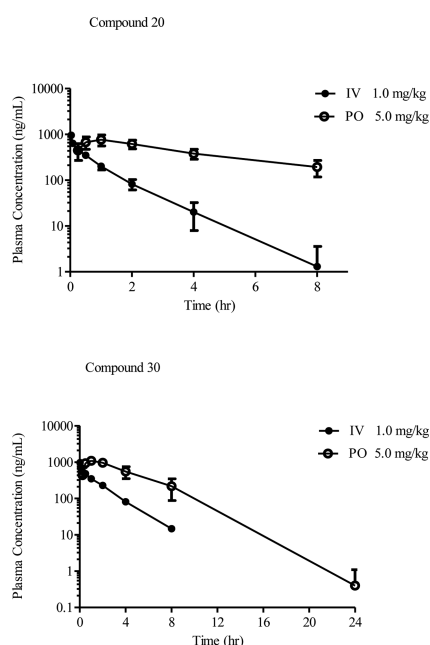 Compound 20
IV 1.0 mg/kg
PO 5.0 mg/kg
Plasma Concentration (ng/mL)
10000
1000
100
10
1
0 2 4 6 8
Time (hr)
Compound 30
IV 1.0 mg/kg
PO 5.0 mg/kg
Plasma Concentration (ng/mL)
10000
1000
100
10
1
0.1
0 4 8 12 16 20 24
Time (hr)